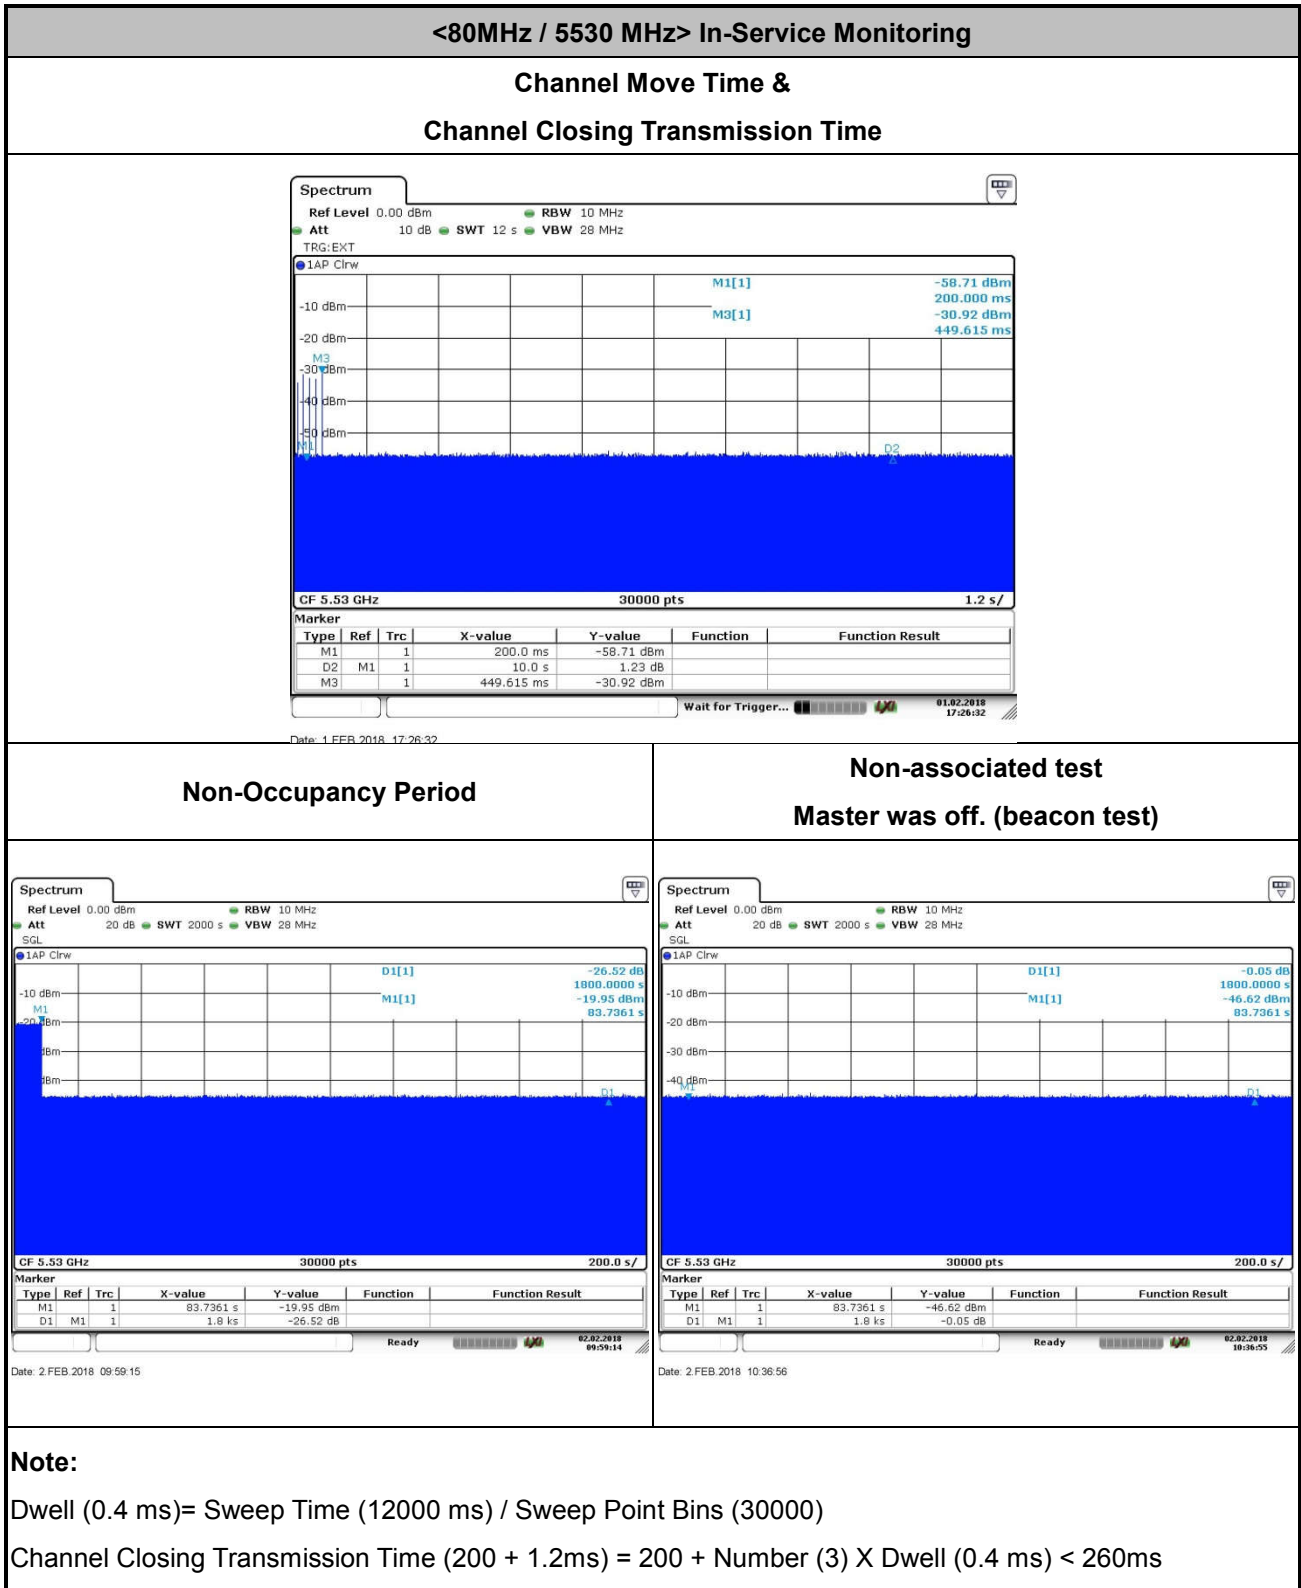 <80MHz / 5530 MHz> In-Service Monitoring
Channel Move Time &
Channel Closing Transmission Time
Spectrum
Ref Level 0.00 dBm RBW 10 MHz
Att 10 dB SWT 12 s VBW 28 MHz
TRG:EXT
1AP Clrw
M1[1] -58.71 dBm
200.000 ms
-10 dBm
M3[1] -30.92 dBm
449.615 ms
-20 dBm
M3
-30 dBm
-40 dBm
-50 dBm
M1 D2
CF 5.53 GHz 30000 pts 1.2 s/
Marker
Type Ref Trc X-value Y-value Function Function Result
M1 1 200.0 ms -58.71 dBm
D2 M1 1 10.0 s 1.23 dB
M3 1 449.615 ms -30.92 dBm
Wait for Trigger... LXI 01.02.2018
17:26:32
Date: 1.FEB.2018 17:26:32
Non-Occupancy Period
Non-associated test
Master was off. (beacon test)
Spectrum
Ref Level 0.00 dBm RBW 10 MHz
Att 20 dB SWT 2000 s VBW 28 MHz
SGL
1AP Clrw
D1[1] -26.52 dB
1800.0000 s
-10 dBm
M1[1] -19.95 dBm
83.7361 s
M1
-20 dBm
dBm
dBm
D1
CF 5.53 GHz 30000 pts 200.0 s/
Marker
Type Ref Trc X-value Y-value Function Function Result
M1 1 83.7361 s -19.95 dBm
D1 M1 1 1.8 ks -26.52 dB
Ready LXI 02.02.2018
09:59:14
Date: 2.FEB.2018 09:59:15
Spectrum
Ref Level 0.00 dBm RBW 10 MHz
Att 20 dB SWT 2000 s VBW 28 MHz
SGL
1AP Clrw
D1[1] -0.05 dB
1800.0000 s
-10 dBm
M1[1] -46.62 dBm
83.7361 s
-20 dBm
-30 dBm
-40 dBm
M1 D1
CF 5.53 GHz 30000 pts 200.0 s/
Marker
Type Ref Trc X-value Y-value Function Function Result
M1 1 83.7361 s -46.62 dBm
D1 M1 1 1.8 ks -0.05 dB
Ready LXI 02.02.2018
10:36:55
Date: 2.FEB.2018 10:36:56
Note:
Dwell (0.4 ms)= Sweep Time (12000 ms) / Sweep Point Bins (30000)
Channel Closing Transmission Time (200 + 1.2ms) = 200 + Number (3) X Dwell (0.4 ms) < 260ms